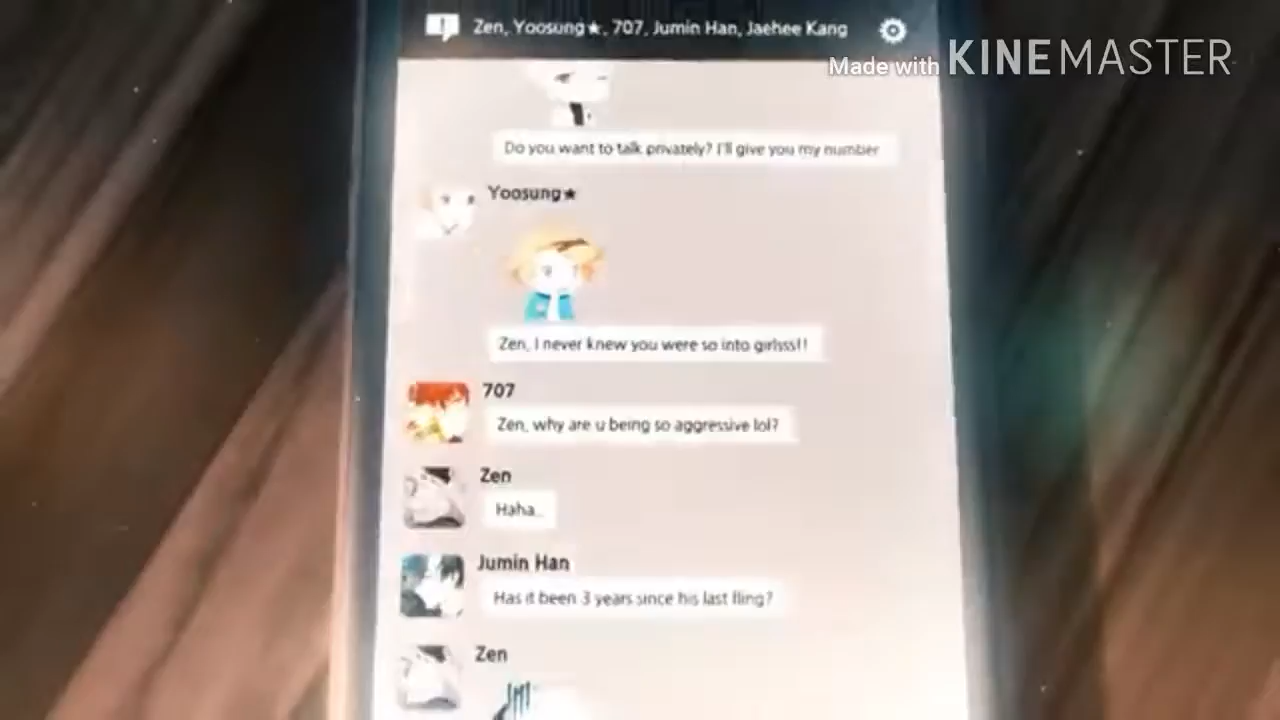 Zen, Yoosung★, 707, Jumin Han, Jaehee Kang
Made with KINEMASTER
Do you want to talk privately? I'll give you my number
Yoosung★
Zen, I never knew you were so into girlsss!!
707
Zen, why are u being so aggressive lol?
Zen
Haha..
Jumin Han
Has it been 3 years since his last fling?
Zen